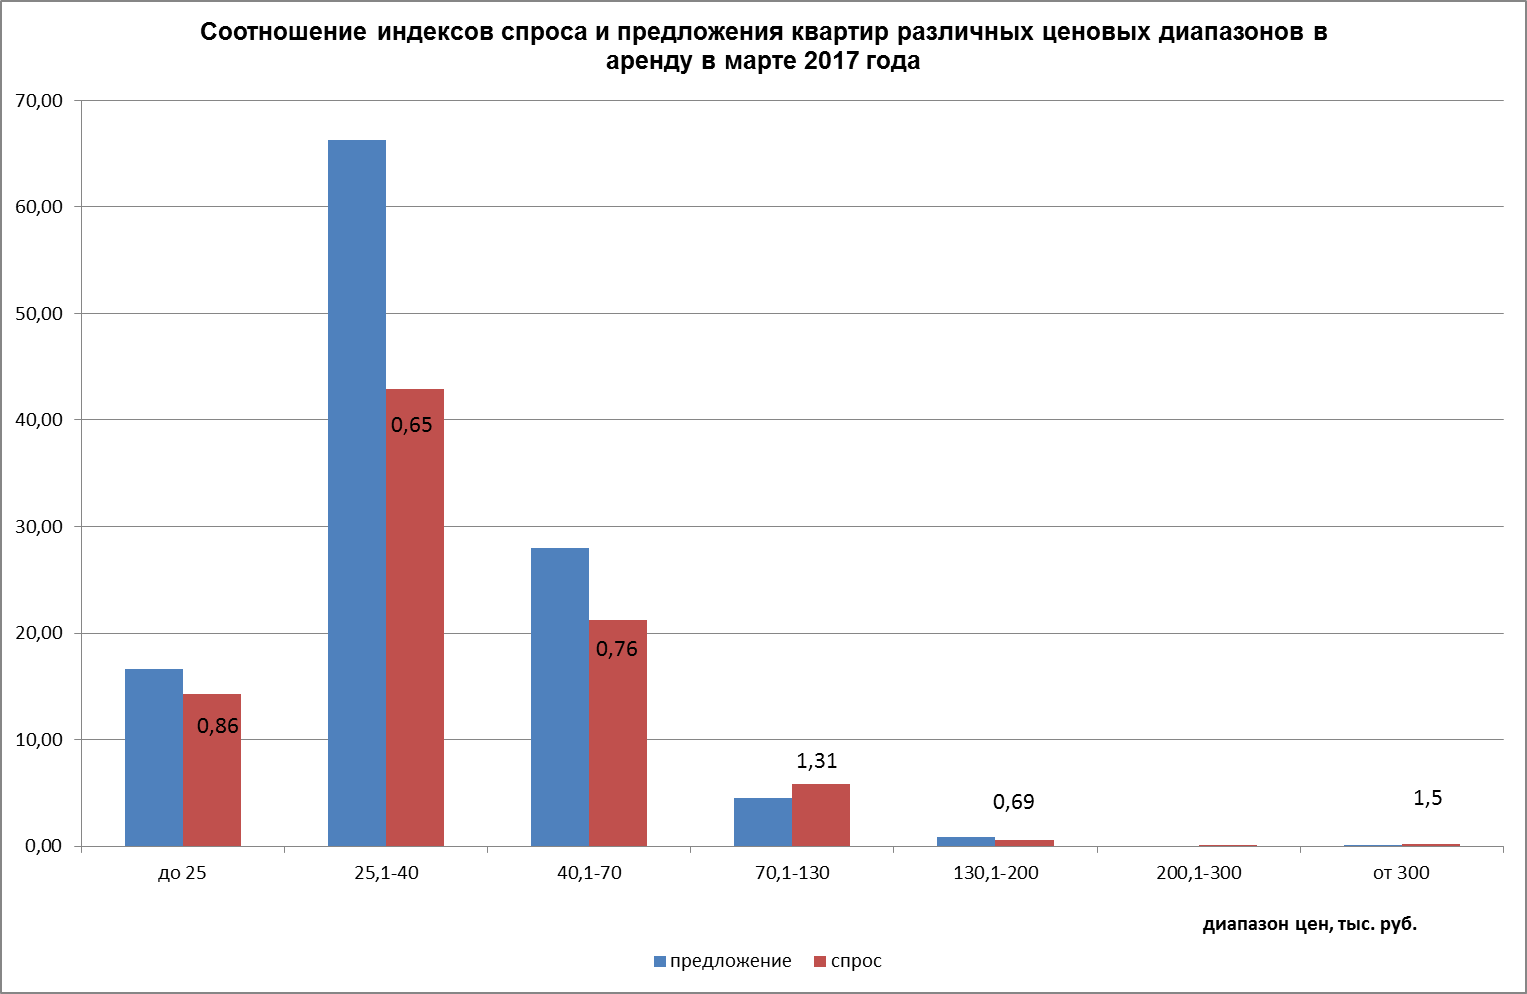 Соотношение индексов спроса и предложения квартир различных ценовых диапазонов в
аренду в марте 2017 года
70,00
60,00
50,00
40,00
30,00
20,00
10,00
0,00
0,86
0,65
0,76
1,31
0,69
1,5
до 25
25,1-40
40,1-70
70,1-130
130,1-200
200,1-300
от 300
диапазон цен, тыс. руб.
предложение
спрос